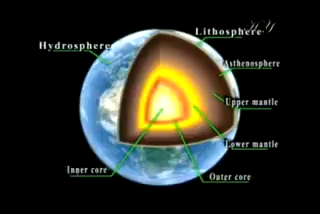 Lithosphere
Hydrosphere
Asthenosphere
Upper mantle
Lower mantle
Inner core
Outer core